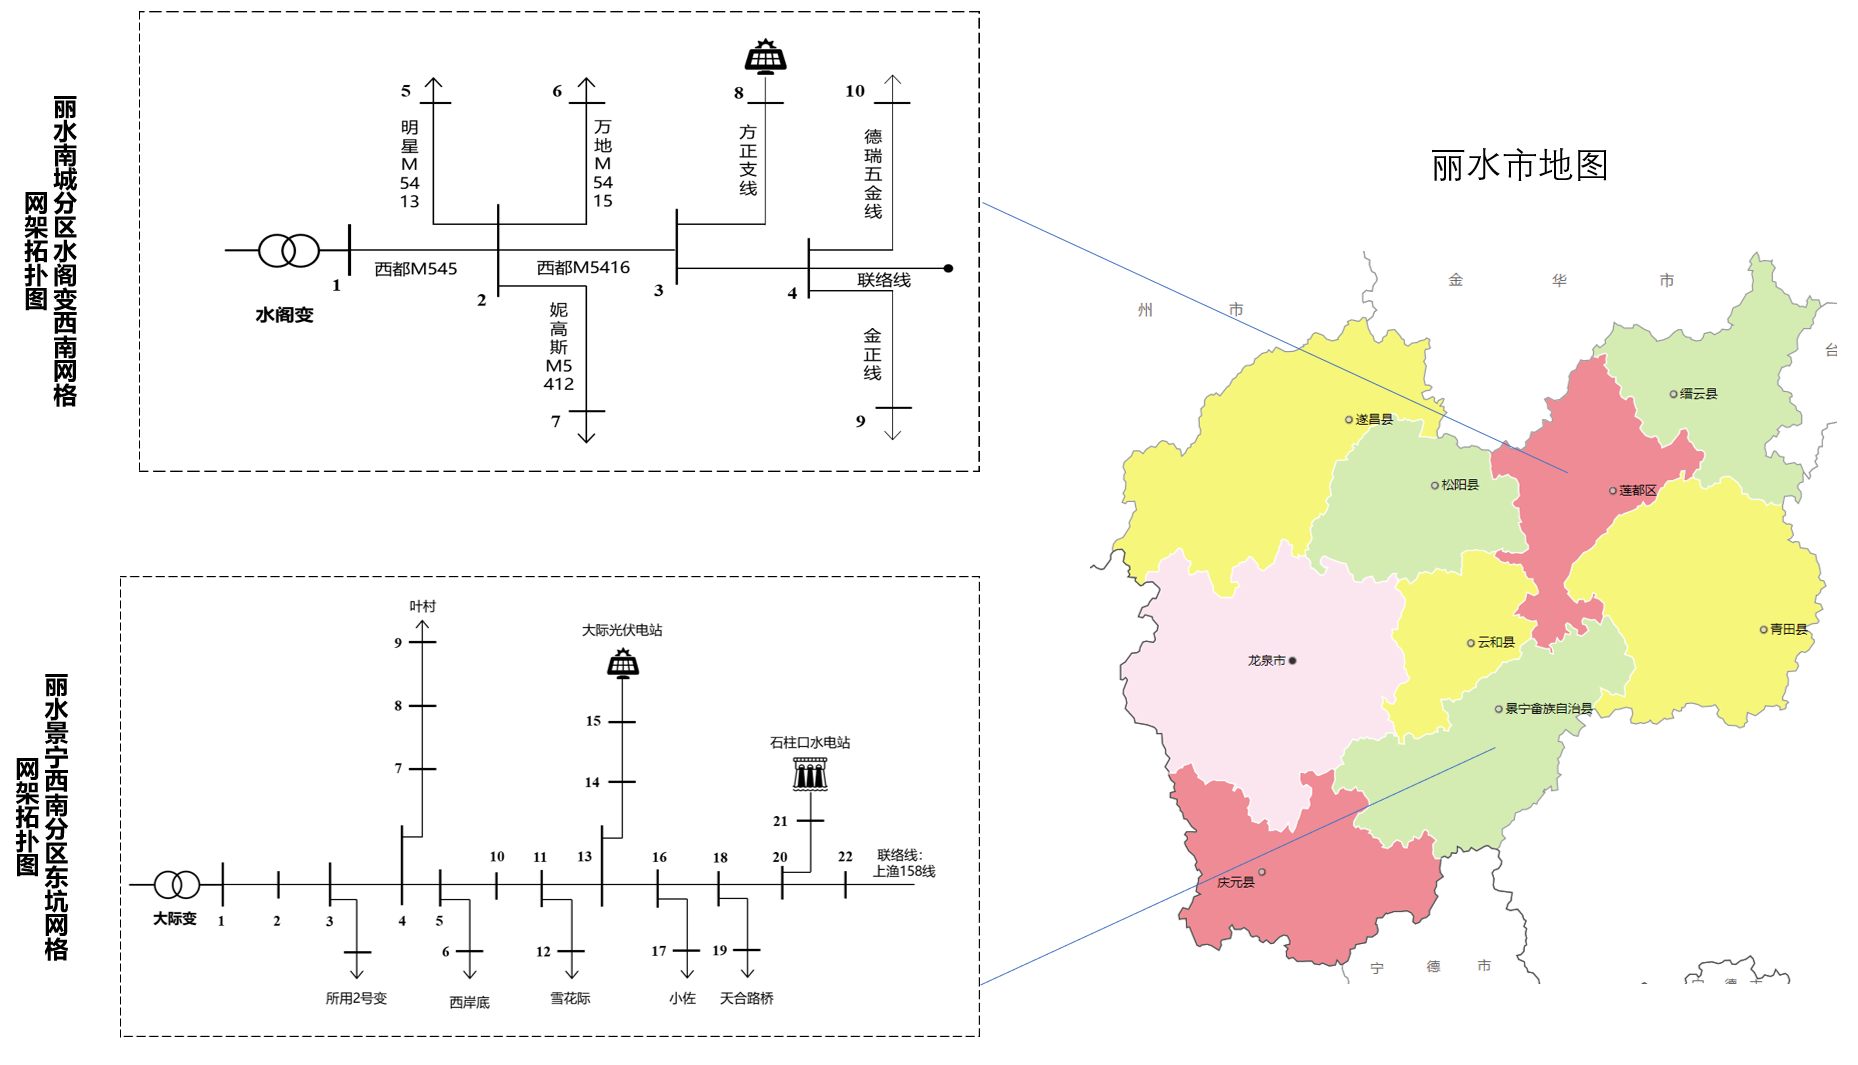 丽水南城分区水阁变西南网格
网架拓扑图
5
明星M5413
6
万地M5415
8
方正支线
10
德瑞五金线
1
西都M545
2
西都M5416
3
4
联络线
水阁变
妮高斯M5412
7
金正线
9
丽水景宁西南分区东坑网格
网架拓扑图
叶村
9
8
7
大际光伏电站
15
14
石柱口水电站
21
13
10
11
16
18
20
22
联络线：
上渔158线
大际变
1
2
3
4
5
6
12
17
19
所用2号变
西岸底
雪花际
小佐
天合路桥
丽水市地图
金华市
州市
台
缙云县
遂昌县
松阳县
莲都区
青田县
云和县
龙泉市
景宁畲族自治县
庆元县
宁德市